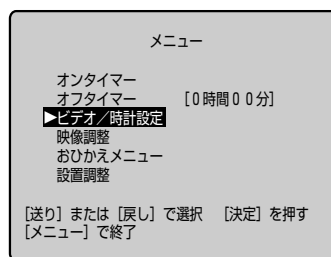 メニュー
オンタイマー
オフタイマー [0時間00分]
▶ビデオ／時計設定
映像調整
おひかえメニュー
設置調整
[送り] または [戻し] で選択 [決定] を押す
[メニュー] で終了